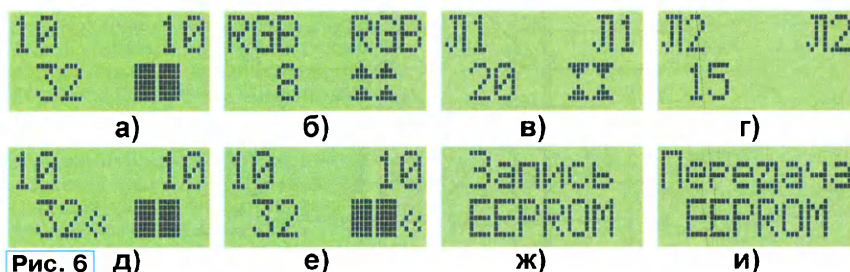 10 10 RGB RGB Л1 Л1 Л2 Л2
32 8 20 15
а) б) в) г)
10 10 10 10 Запись Передача
32« 32 « EEPROM EEPROM
Рис. 6 д) е) ж) и)